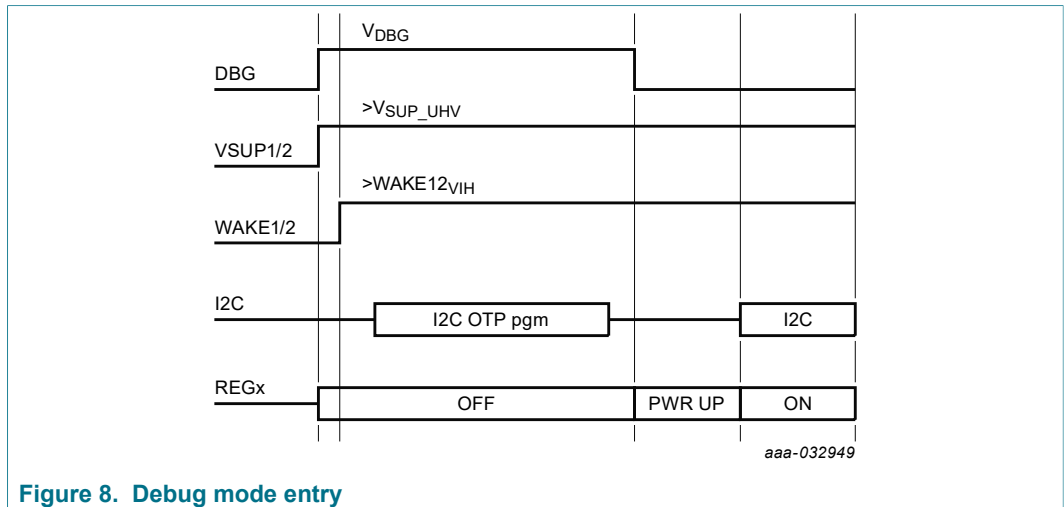 VDBG
DBG
>VSUP_UHV
VSUP1/2
>WAKE12VIH
WAKE1/2
I2C
I2C OTP pgm
I2C
REGx
OFF
PWR UP
ON
aaa-032949
Figure 8. Debug mode entry